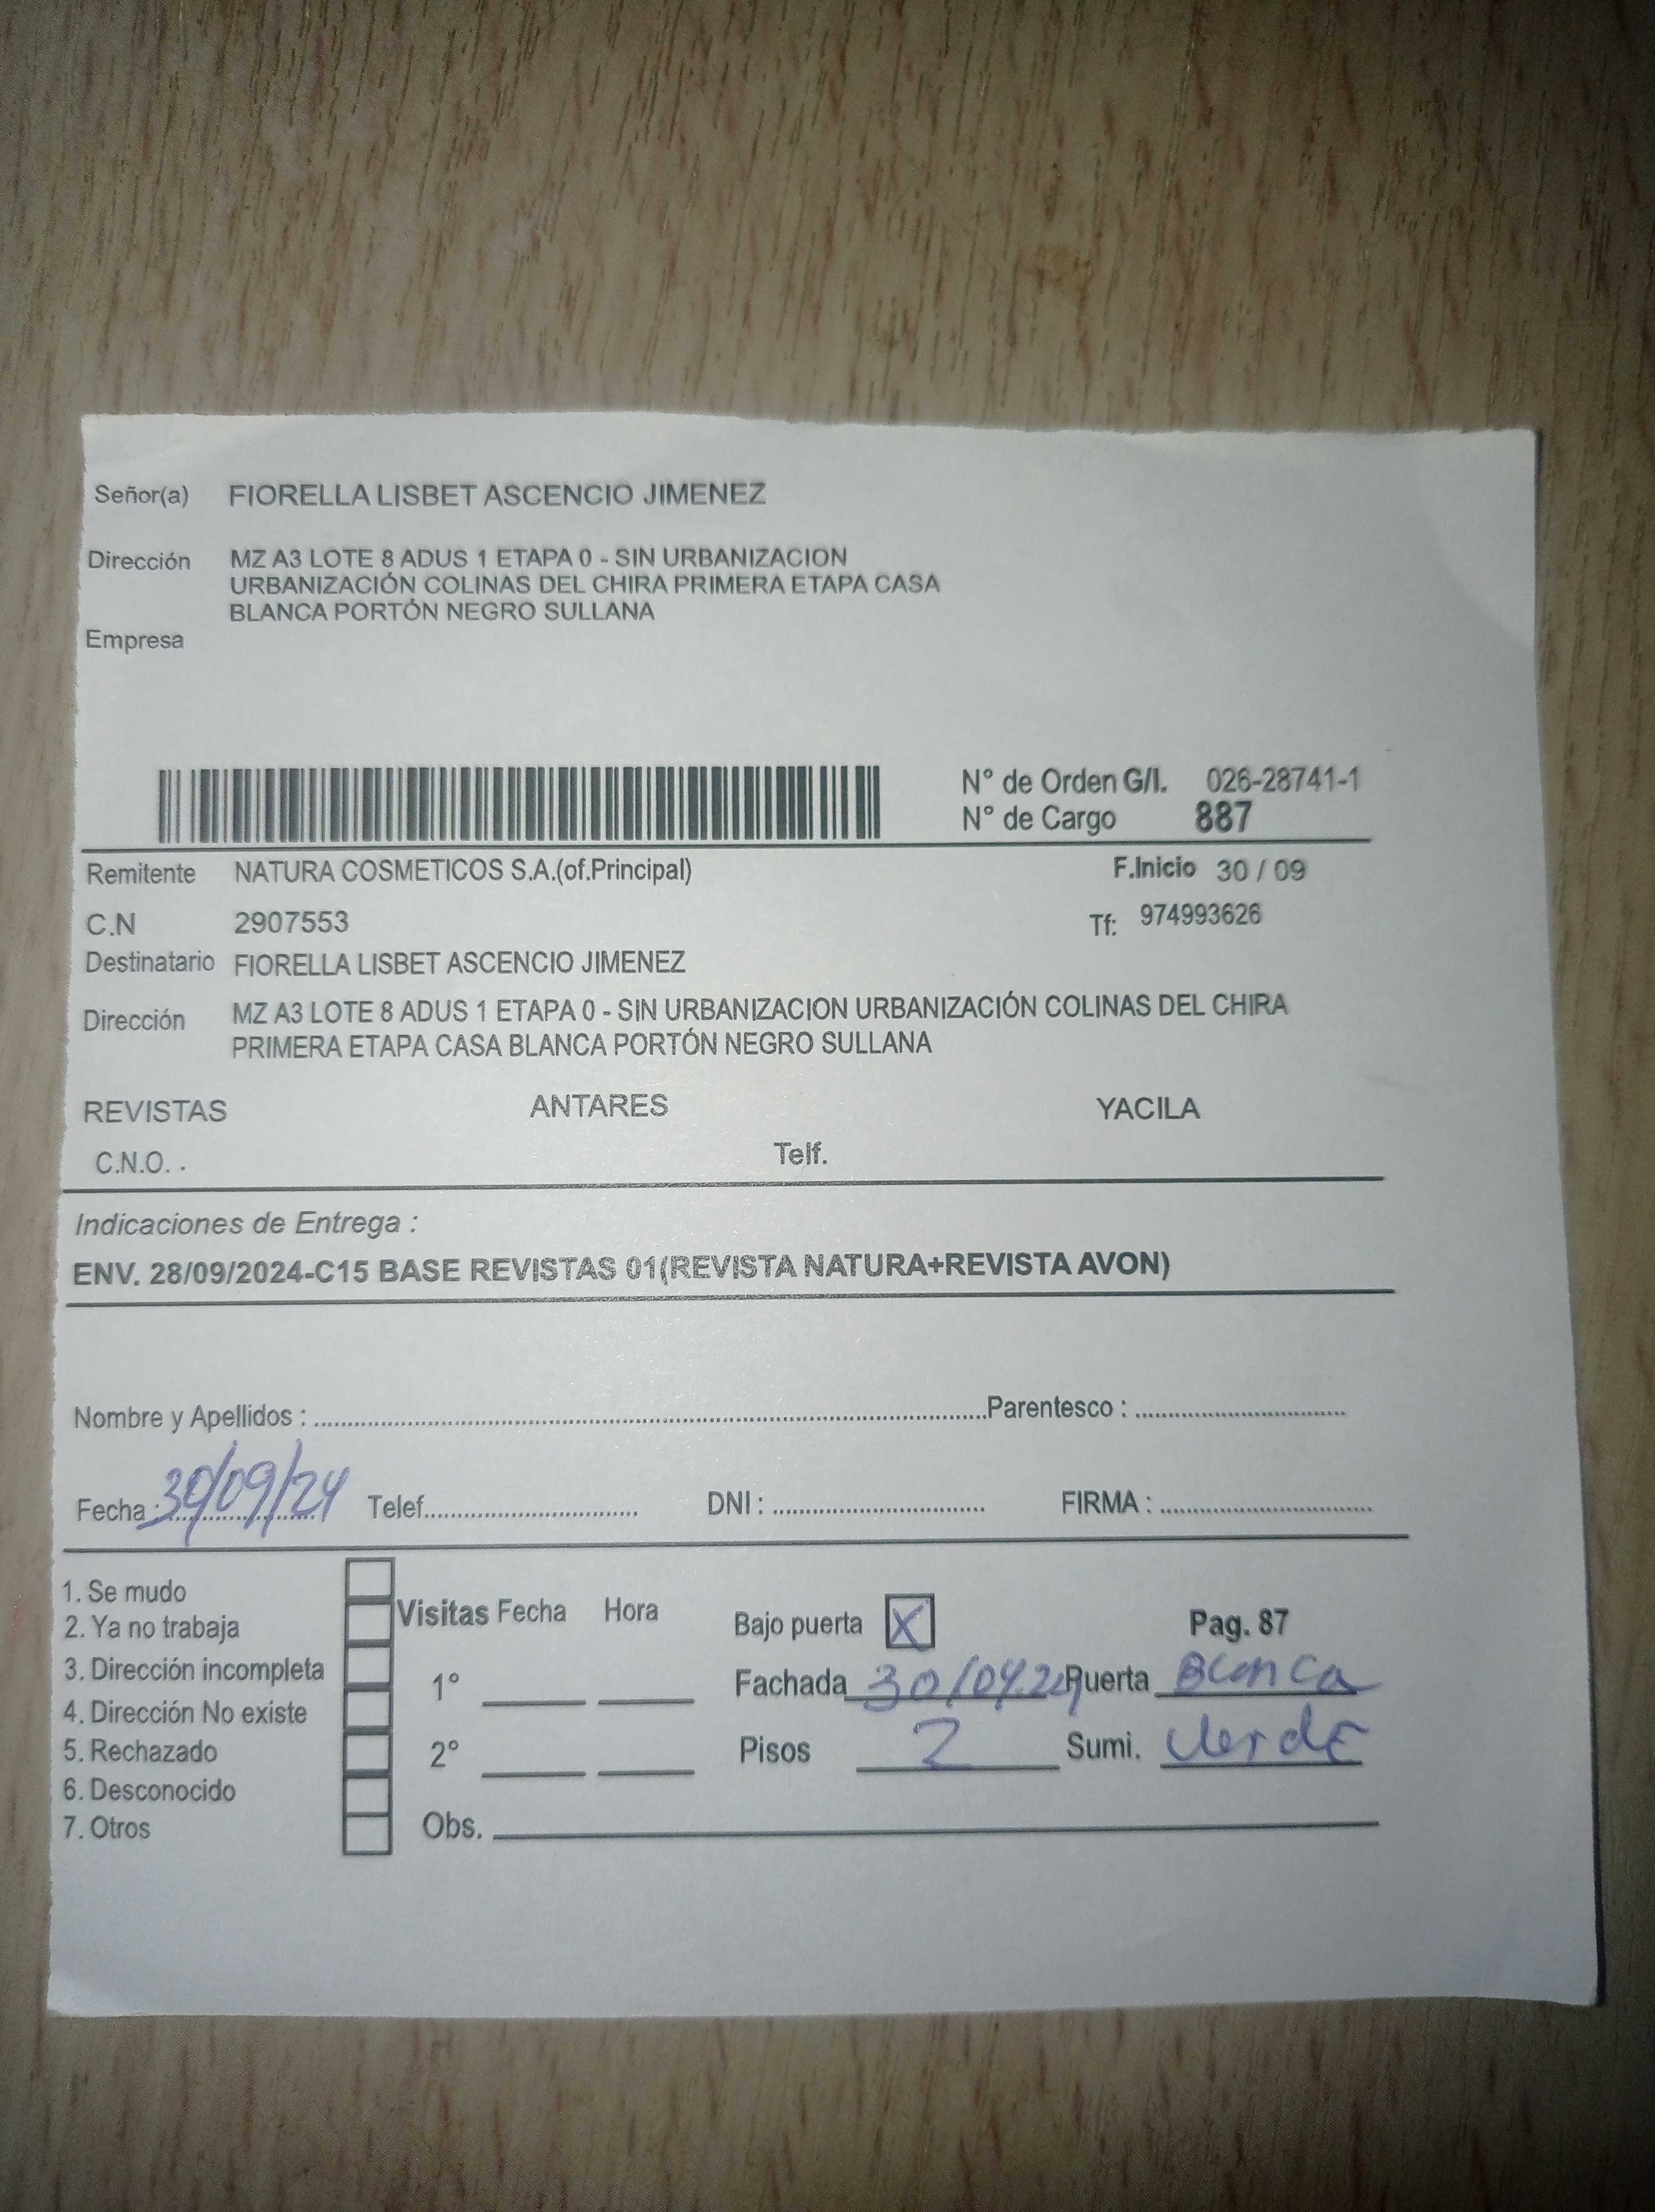 Señor(a) FIORELLA LISBET ASCENCIO JIMENEZ
Dirección MZ A3 LOTE 8 ADUS 1 ETAPA 0 - SIN URBANIZACION
URBANIZACIÓN COLINAS DEL CHIRA PRIMERA ETAPA CASA
BLANCA PORTÓN NEGRO SULLANA
Empresa
N° de Orden G/I. 026-28741-1
N° de Cargo 887
Remitente NATURA COSMETICOS S.A.(of.Principal) F.Inicio 30 / 09
C.N 2907553 Tf: 974993626
Destinatario FIORELLA LISBET ASCENCIO JIMENEZ
Dirección MZ A3 LOTE 8 ADUS 1 ETAPA 0 - SIN URBANIZACION URBANIZACIÓN COLINAS DEL CHIRA
PRIMERA ETAPA CASA BLANCA PORTÓN NEGRO SULLANA
REVISTAS ANTARES YACILA
C.N.O. . Telf.
Indicaciones de Entrega :
ENV. 28/09/2024-C15 BASE REVISTAS 01(REVISTA NATURA+REVISTA AVON)
Nombre y Apellidos : Parentesco :
Fecha : 30/09/24 Telef. DNI : FIRMA :
1. Se mudo
2. Ya no trabaja
3. Dirección incompleta
4. Dirección No existe
5. Rechazado
6. Desconocido
7. Otros
Visitas Fecha Hora
1°
2°
Obs.
Bajo puerta X Pag. 87
Fachada Puerta Blanca
Pisos 2 Sumi. Verde